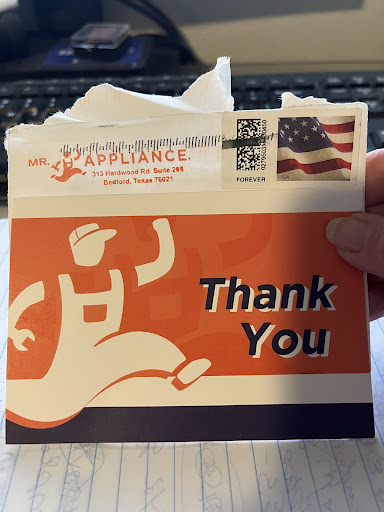 MR. APPLIANCE.
313 Hardwood Rd. Suite 208
Bedford, Texas 76021
FOREVER
USA
Thank
You